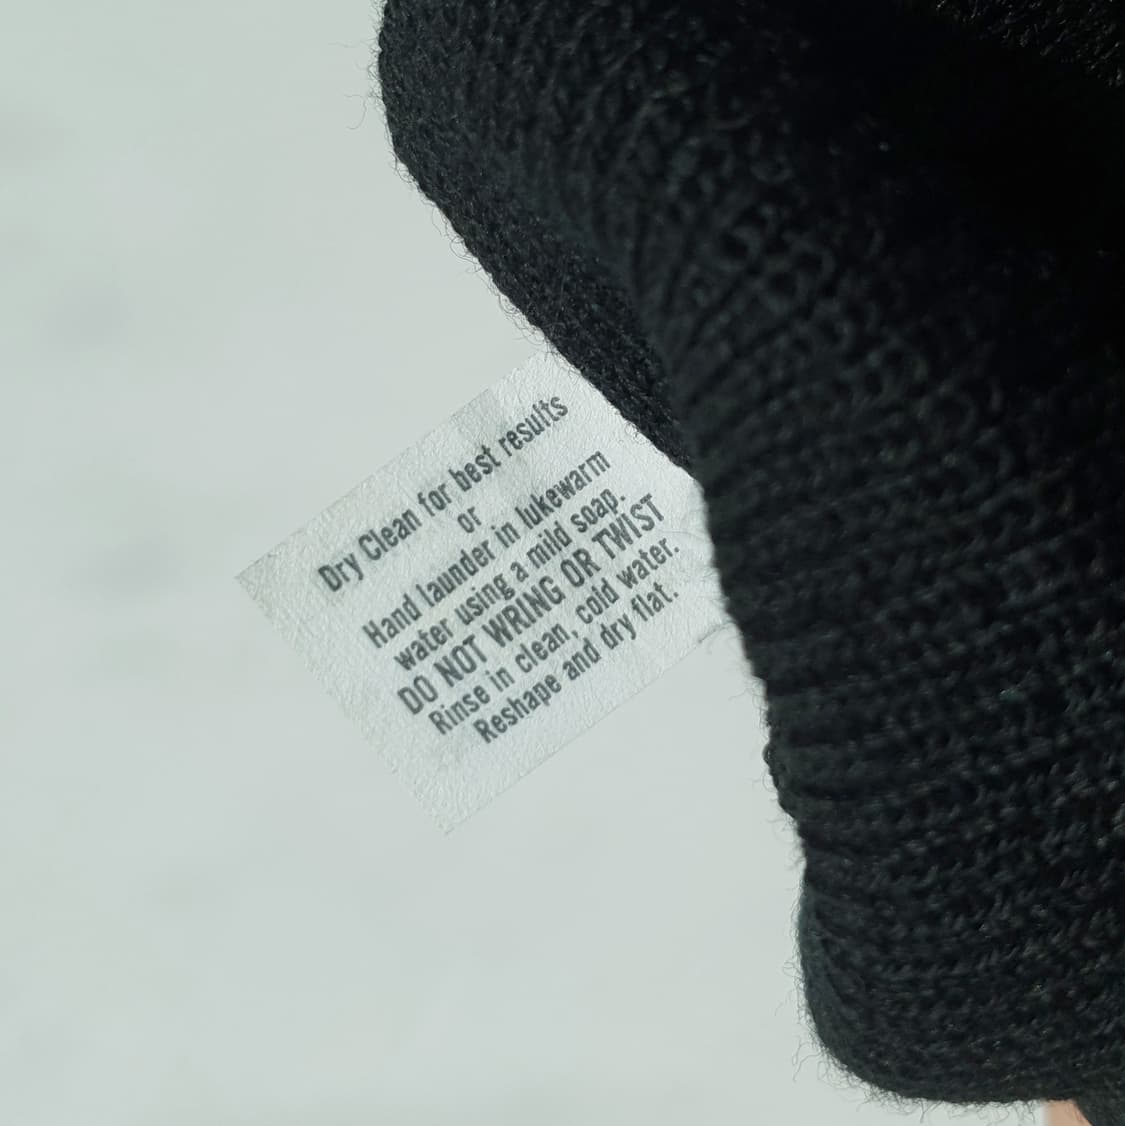 Dry Clean for best results
or
Hand launder in lukewarm
water using a mild soap.
DO NOT WRING OR TWIST
Rinse in clean, cold water.
Reshape and dry flat.